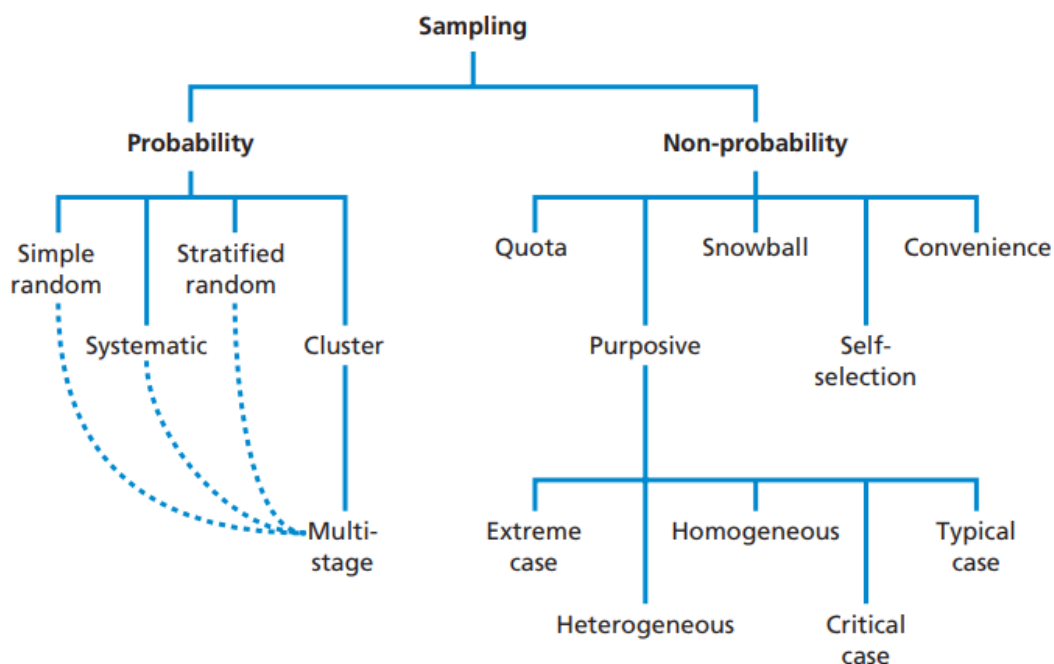 Sampling
Probability
Non-probability
Simple
random
Stratified
random
Quota
Snowball
Convenience
Systematic
Cluster
Purposive
Self-
selection
Multi-
stage
Extreme
case
Homogeneous
Typical
case
Heterogeneous
Critical
case